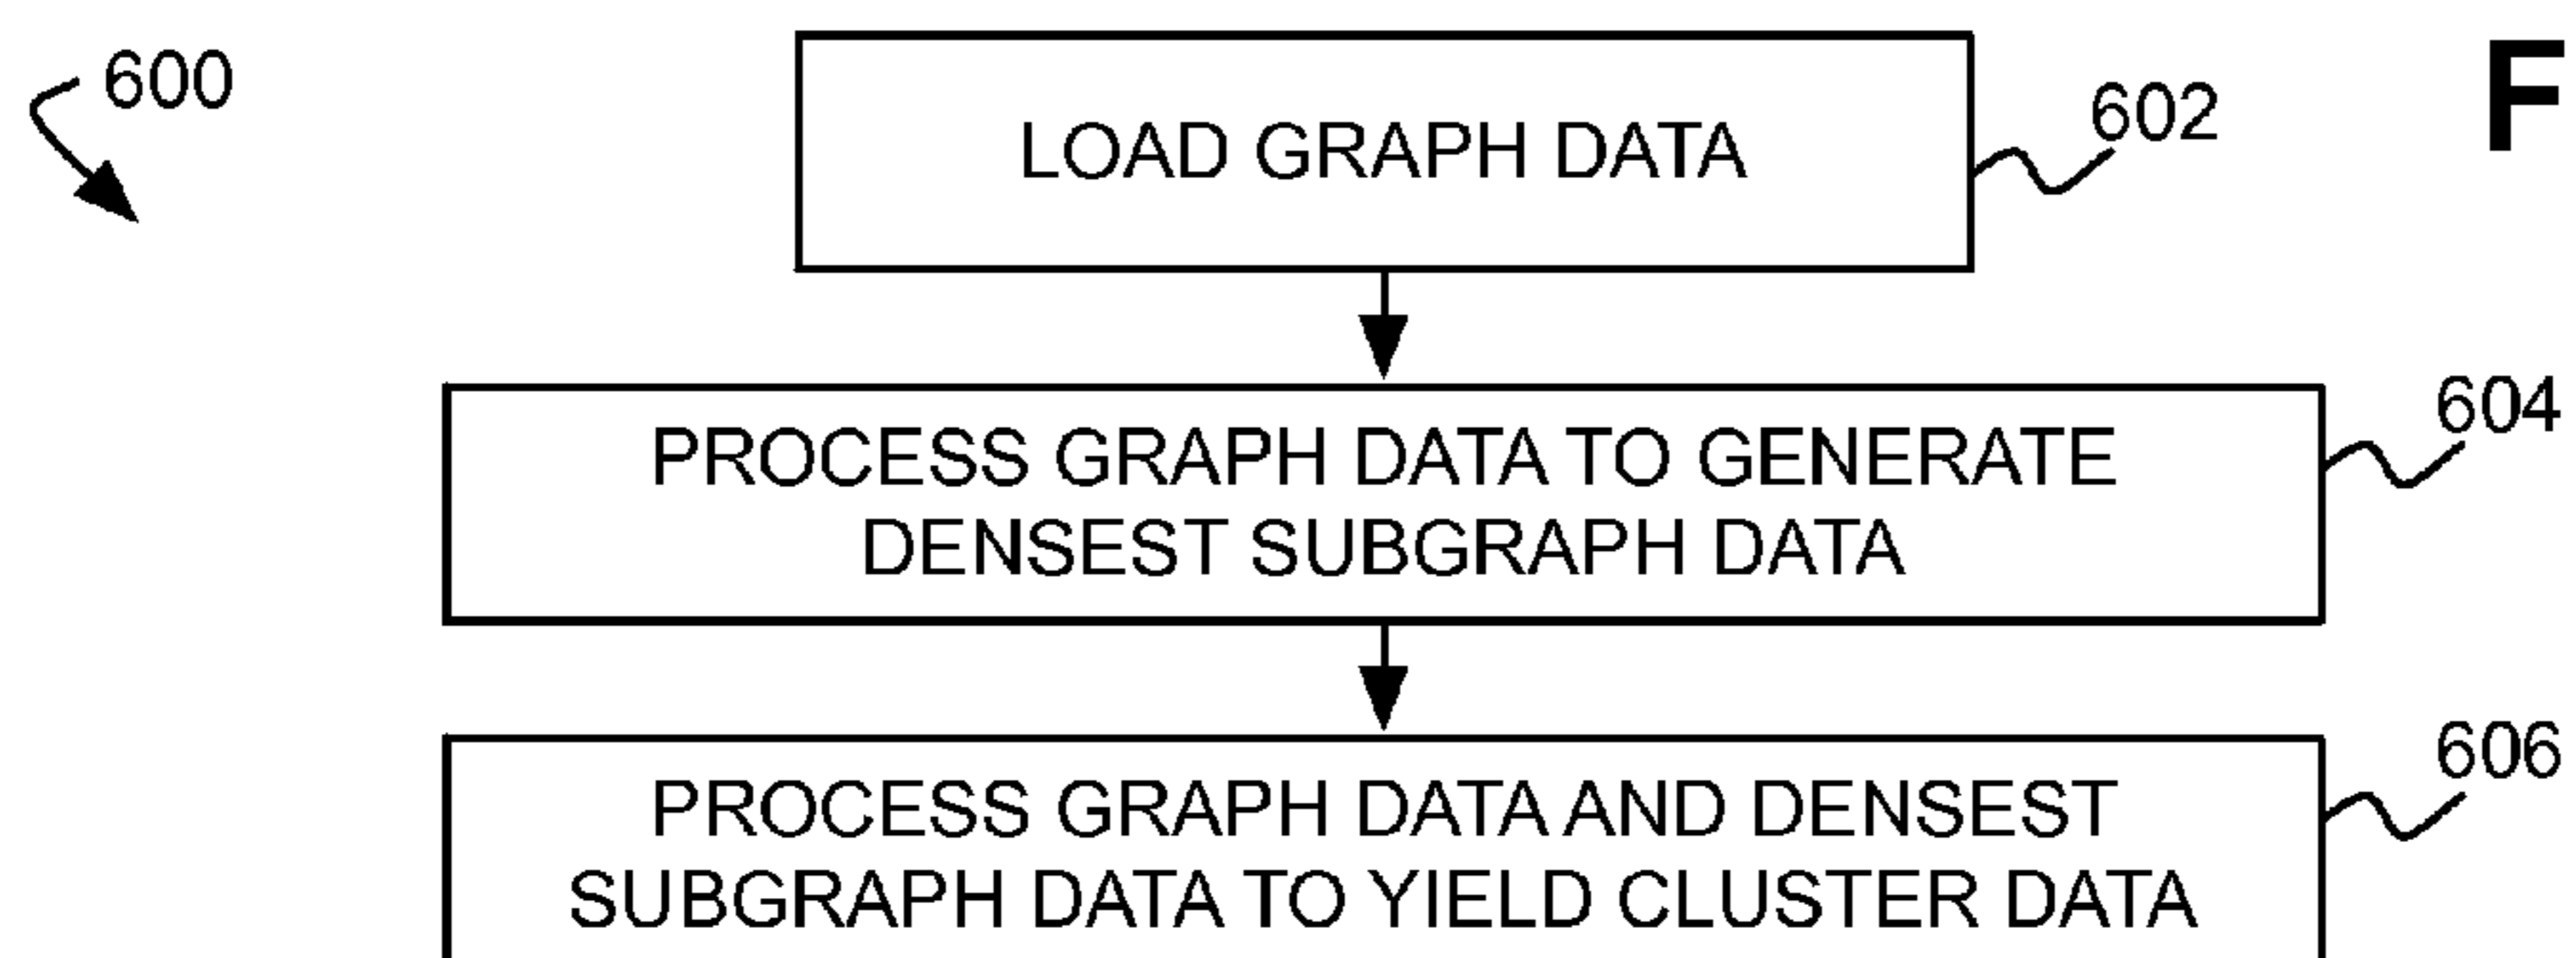 600
LOAD GRAPH DATA
602
F
PROCESS GRAPH DATA TO GENERATE
DENSEST SUBGRAPH DATA
604
PROCESS GRAPH DATA AND DENSEST
SUBGRAPH DATA TO YIELD CLUSTER DATA
606